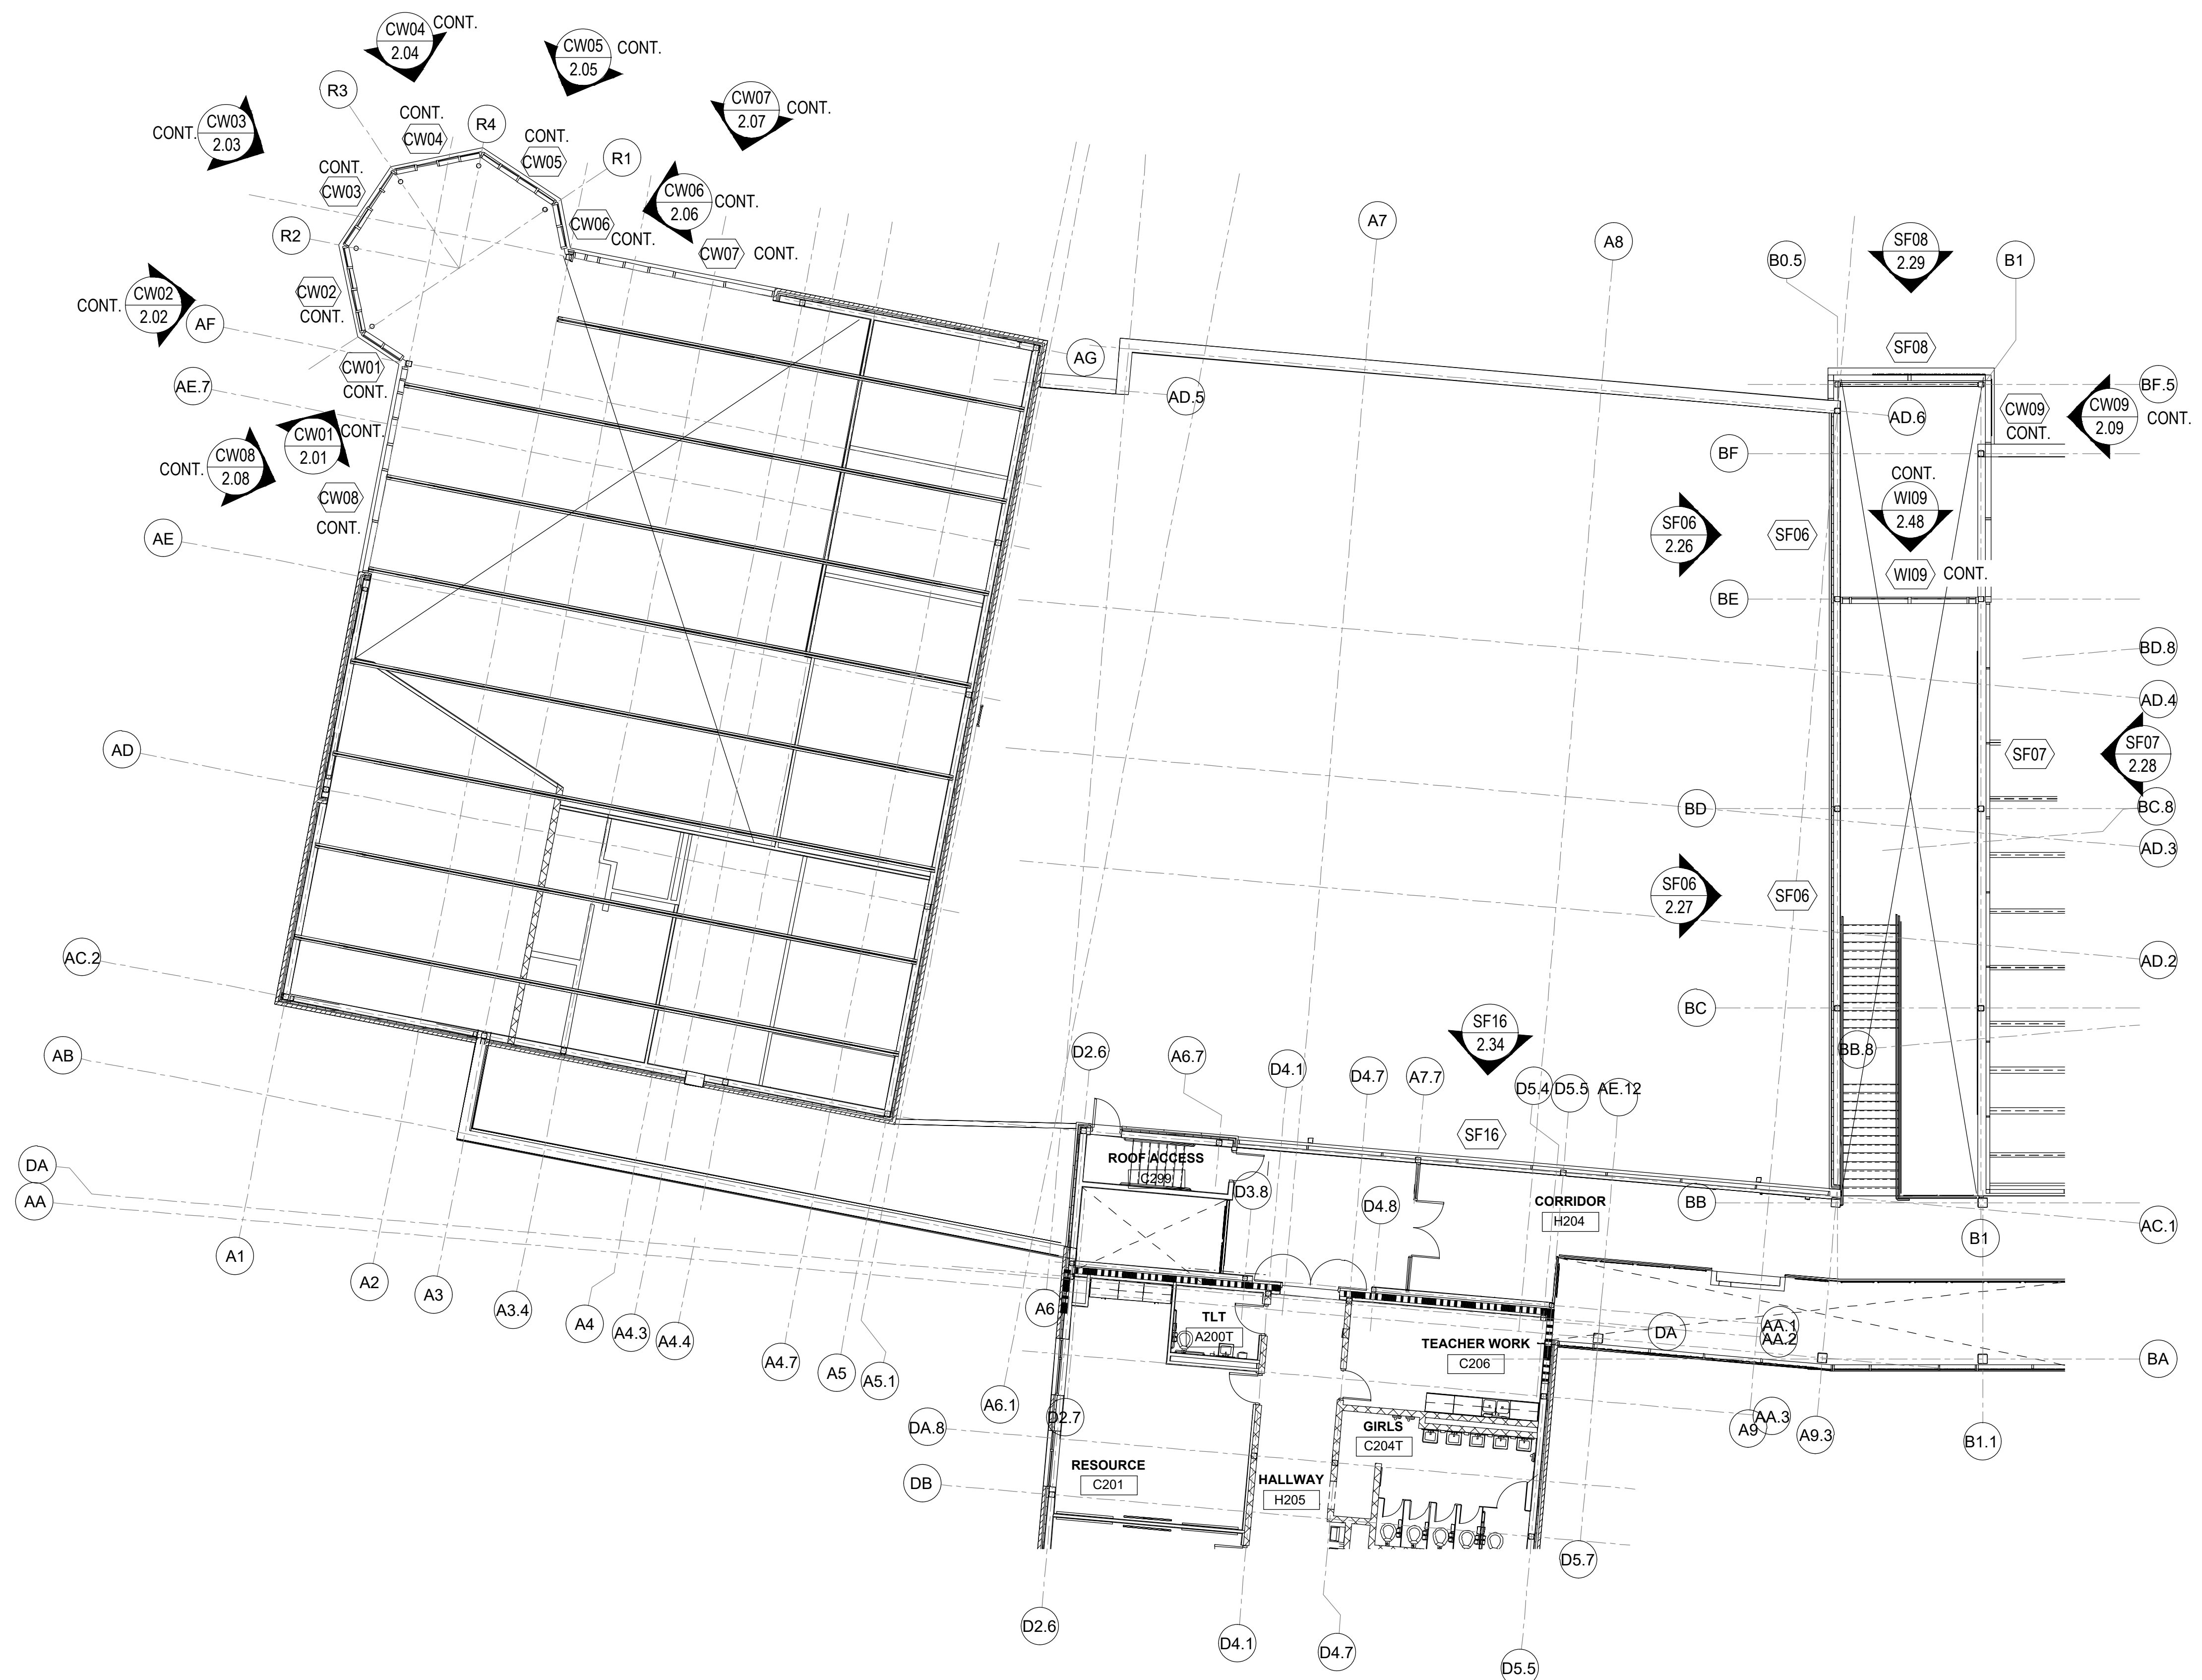 CW04
2.04
CONT.
CW05
2.05
CONT.
R3
CW07
2.07
CONT.
CW03
2.03
CONT.
CONT.
CW04
R4
CONT.
CW05
R1
CONT.
CW03
CW06
2.06
CONT.
R2
CW06
CONT.
CW07 CONT.
A7
A8
B0.5
SF08
2.29
B1
CW02
2.02
CONT.
CW02
CONT.
AF
CW01
CONT.
AG
SF08
AE.7
AD.5
BF.5
CW09
CONT.
CW09
2.09
CONT.
AD.6
CW01
2.01
CONT.
CW08
2.08
CONT.
BF
CONT.
WI09
2.48
CW08
CONT.
AE
SF06
2.26
SF06
WI09 CONT.
BE
BD.8
AD.4
AD
SF07
SF07
2.28
BD
BC.8
AD.3
SF06
2.27
SF06
AC.2
AD.2
BC
SF16
2.34
AB
D2.6
A6.7
D4.1
D4.7
A7.7
D5.4
D5.5
AE.12
BB.8
SF16
DA
AA
ROOF ACCESS
C299
D3.8
D4.8
CORRIDOR
H204
BB
AC.1
A1
A2
A3
A3.4
A4
A4.3
A4.4
A4.7
A5
A5.1
A6
A6.1
B1
TLT
A200T
TEACHER WORK
C206
DA
AA.1
AA.2
BA
D2.7
DA.8
GIRLS
C204T
A9
AA.3
A9.3
B1.1
DB
RESOURCE
C201
HALLWAY
H205
D5.7
D2.6
D4.1
D4.7
D5.5